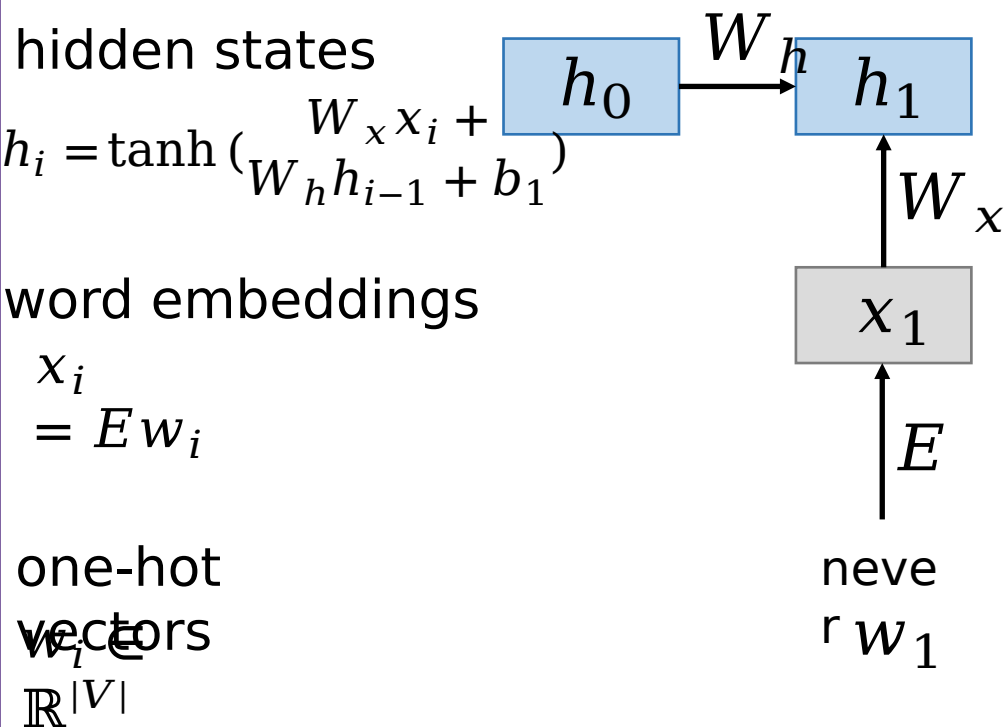 hidden states
h_i = tanh ( W_x x_i +
W_h h_{i−1} + b_1 )
word embeddings
x_i
= E w_i
one-hot
vectors
w_i ∈
ℝ^{|V|}
h_0
W_h
h_1
W_x
x_1
E
neve
r w_1